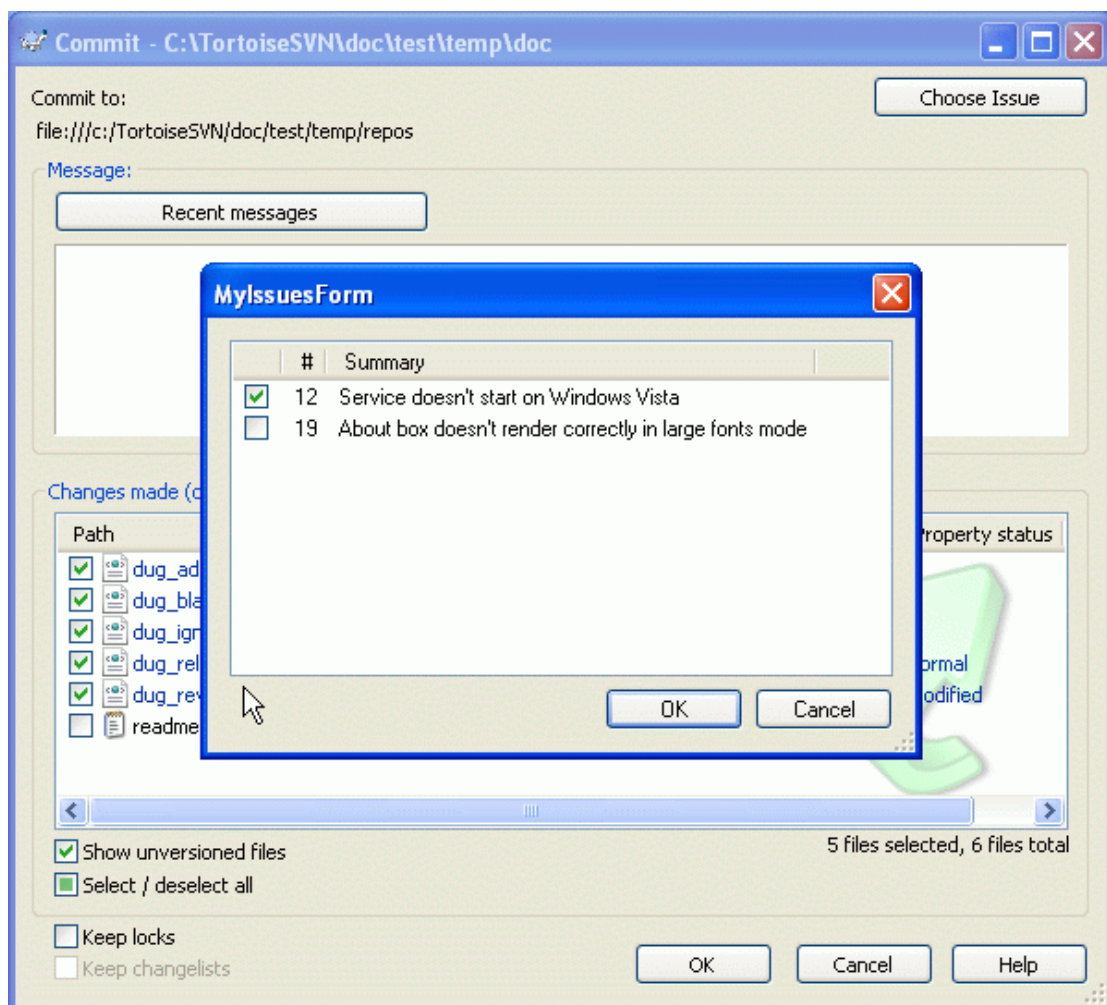 Commit - C:\TortoiseSVN\doc\test\temp\doc
Commit to:
Choose Issue
file:///c:/TortoiseSVN/doc/test/temp/repos
Message:
Recent messages
MyIssuesForm
# Summary
12 Service doesn't start on Windows Vista
19 About box doesn't render correctly in large fonts mode
OK Cancel
Changes made (d
Path roperty status
dug_ad
dug_bla
dug_ign
dug_rel ormal
dug_rev odified
readme
Show unversioned files
5 files selected, 6 files total
Select / deselect all
Keep locks
Keep changelists
OK Cancel Help